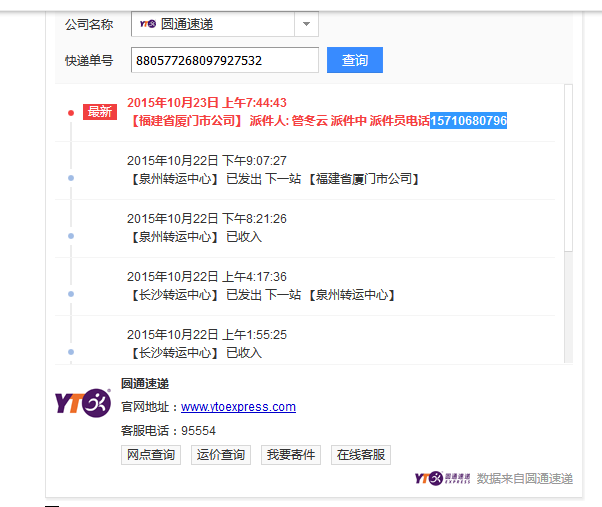 公司名称 YTO 圆通速递
快递单号 880577268097927532 查询
最新 2015年10月23日 上午7:44:43
【福建省厦门市公司】 派件人: 管冬云 派件中 派件员电话15710680796
2015年10月22日 下午9:07:27
【泉州转运中心】 已发出 下一站 【福建省厦门市公司】
2015年10月22日 下午8:21:26
【泉州转运中心】 已收入
2015年10月22日 上午4:17:36
【长沙转运中心】 已发出 下一站 【泉州转运中心】
2015年10月22日 上午1:55:25
【长沙转运中心】 已收入
YTO
圆通速递
官网地址：www.ytoexpress.com
客服电话：95554
网点查询 运价查询 我要寄件 在线客服
YTO 圆通速递 EXPRESS 数据来自圆通速递